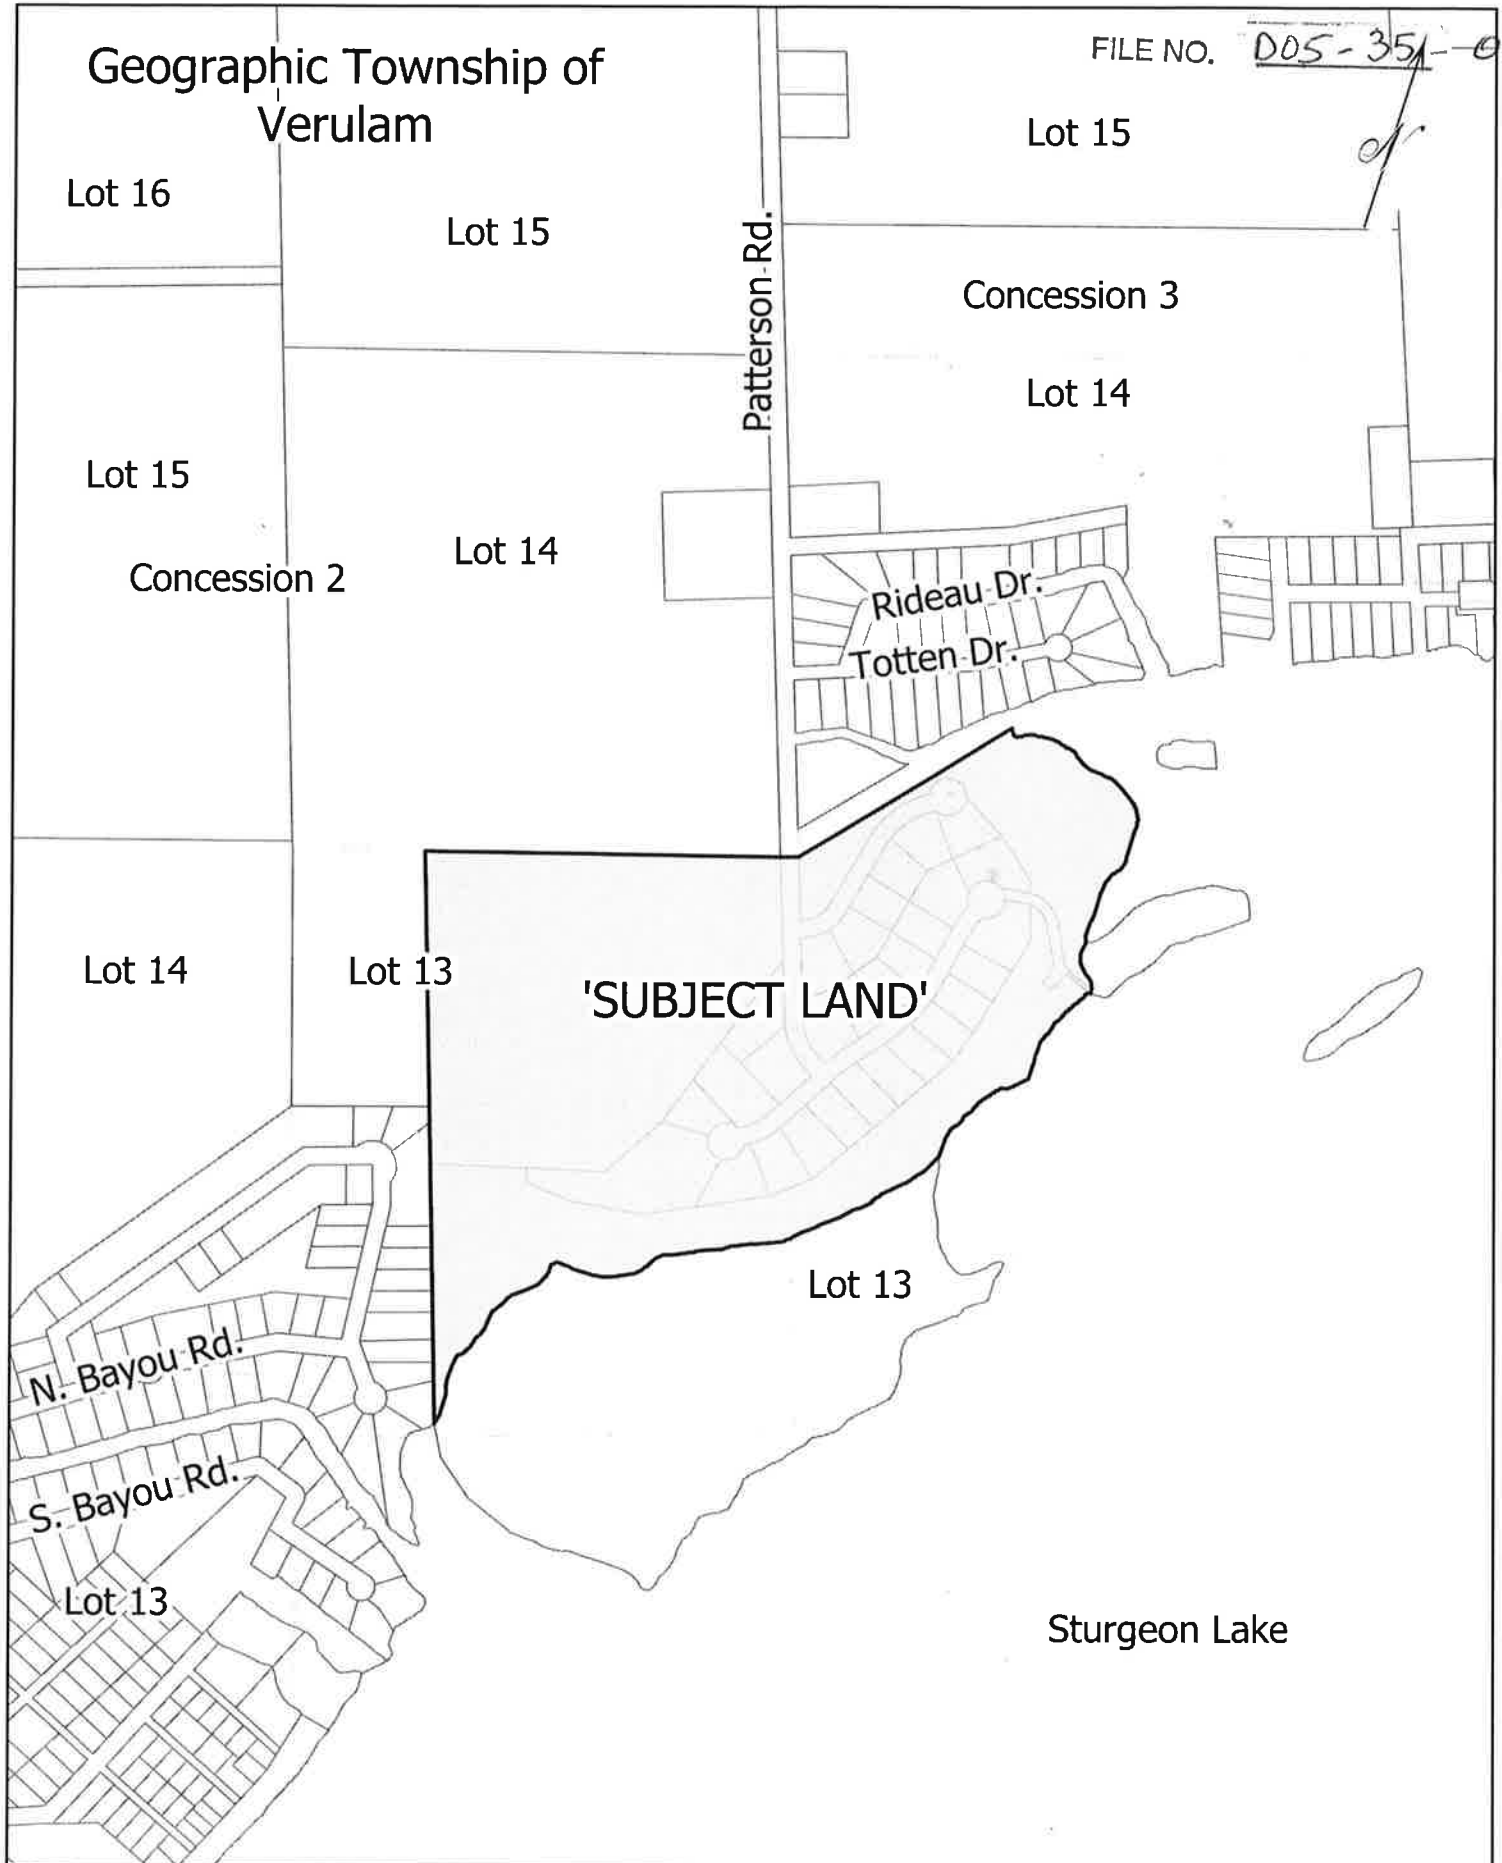 Geographic Township of
Verulam
FILE NO. D05-351-0
Lot 15
Lot 16
Lot 15
Patterson Rd.
Concession 3
Lot 14
Lot 15
Lot 14
Concession 2
Rideau Dr.
Totten Dr.
Lot 14
Lot 13
'SUBJECT LAND'
Lot 13
N. Bayou Rd.
S. Bayou Rd.
Lot 13
Sturgeon Lake